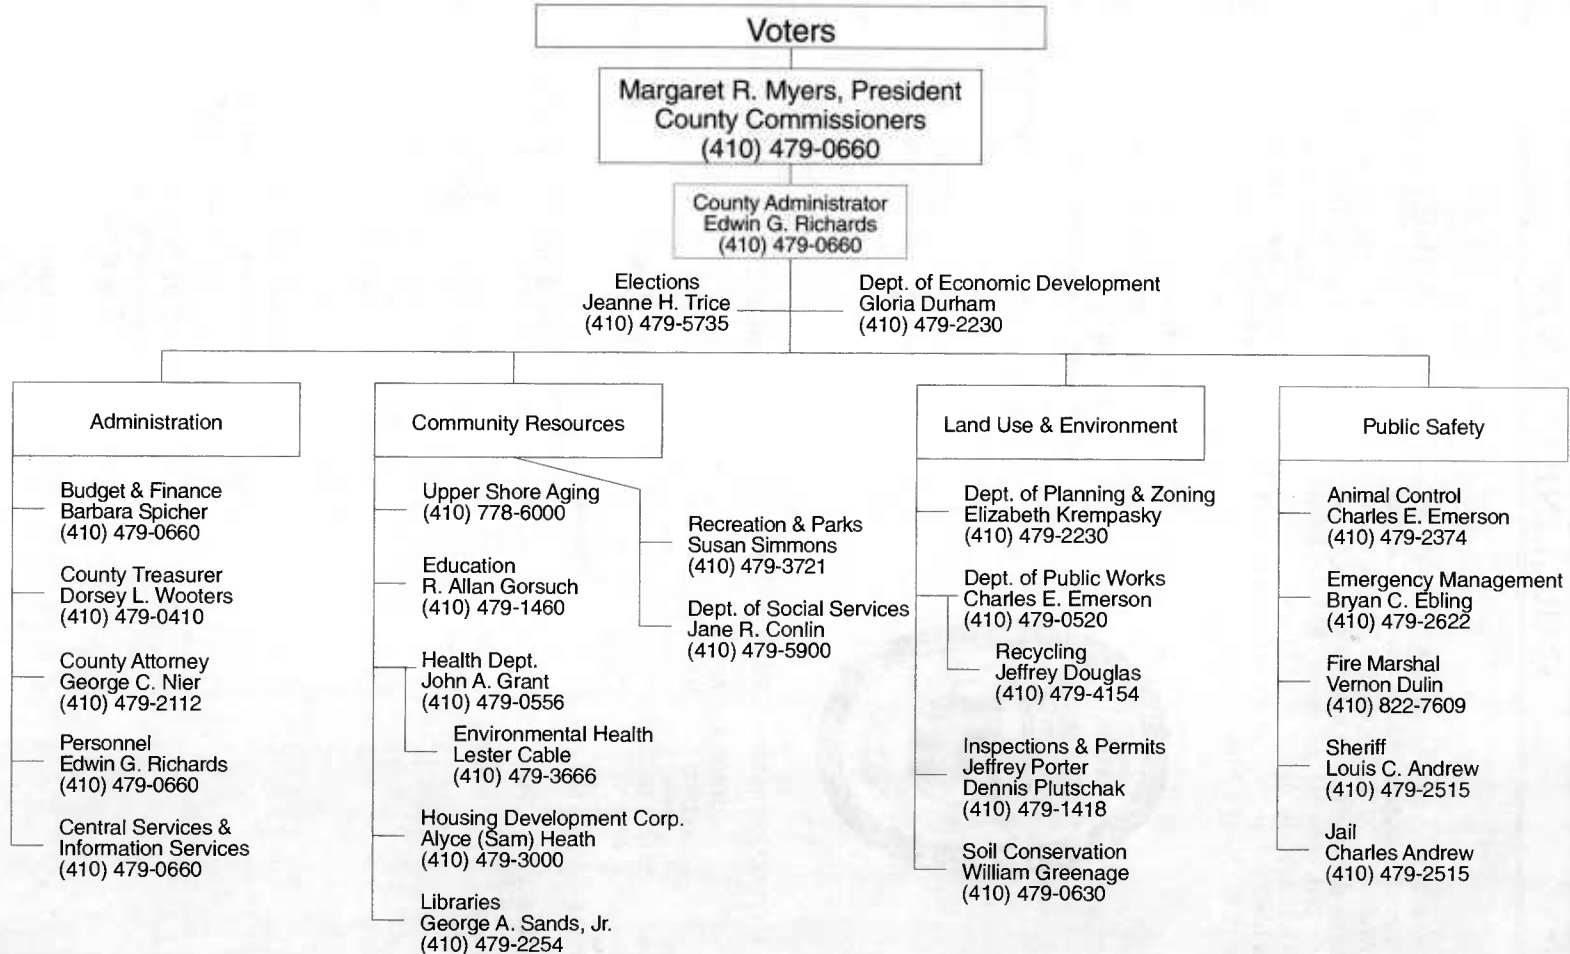 Voters
Margaret R. Myers, President
County Commissioners
(410) 479-0660
County Administrator
Edwin G. Richards
(410) 479-0660
Elections
Jeanne H. Trice
(410) 479-5735
Dept. of Economic Development
Gloria Durham
(410) 479-2230
Administration
Budget & Finance
Barbara Spicher
(410) 479-0660
County Treasurer
Dorsey L. Wooters
(410) 479-0410
County Attorney
George C. Nier
(410) 479-2112
Personnel
Edwin G. Richards
(410) 479-0660
Central Services &
Information Services
(410) 479-0660
Community Resources
Upper Shore Aging
(410) 778-6000
Education
R. Allan Gorsuch
(410) 479-1460
Health Dept.
John A. Grant
(410) 479-0556
Environmental Health
Lester Cable
(410) 479-3666
Housing Development Corp.
Alyce (Sam) Heath
(410) 479-3000
Libraries
George A. Sands, Jr.
(410) 479-2254
Recreation & Parks
Susan Simmons
(410) 479-3721
Dept. of Social Services
Jane R. Conlin
(410) 479-5900
Land Use & Environment
Dept. of Planning & Zoning
Elizabeth Krempasky
(410) 479-2230
Dept. of Public Works
Charles E. Emerson
(410) 479-0520
Recycling
Jeffrey Douglas
(410) 479-4154
Inspections & Permits
Jeffrey Porter
Dennis Plutschak
(410) 479-1418
Soil Conservation
William Greenage
(410) 479-0630
Public Safety
Animal Control
Charles E. Emerson
(410) 479-2374
Emergency Management
Bryan C. Ebling
(410) 479-2622
Fire Marshal
Vernon Dulin
(410) 822-7609
Sheriff
Louis C. Andrew
(410) 479-2515
Jail
Charles Andrew
(410) 479-2515